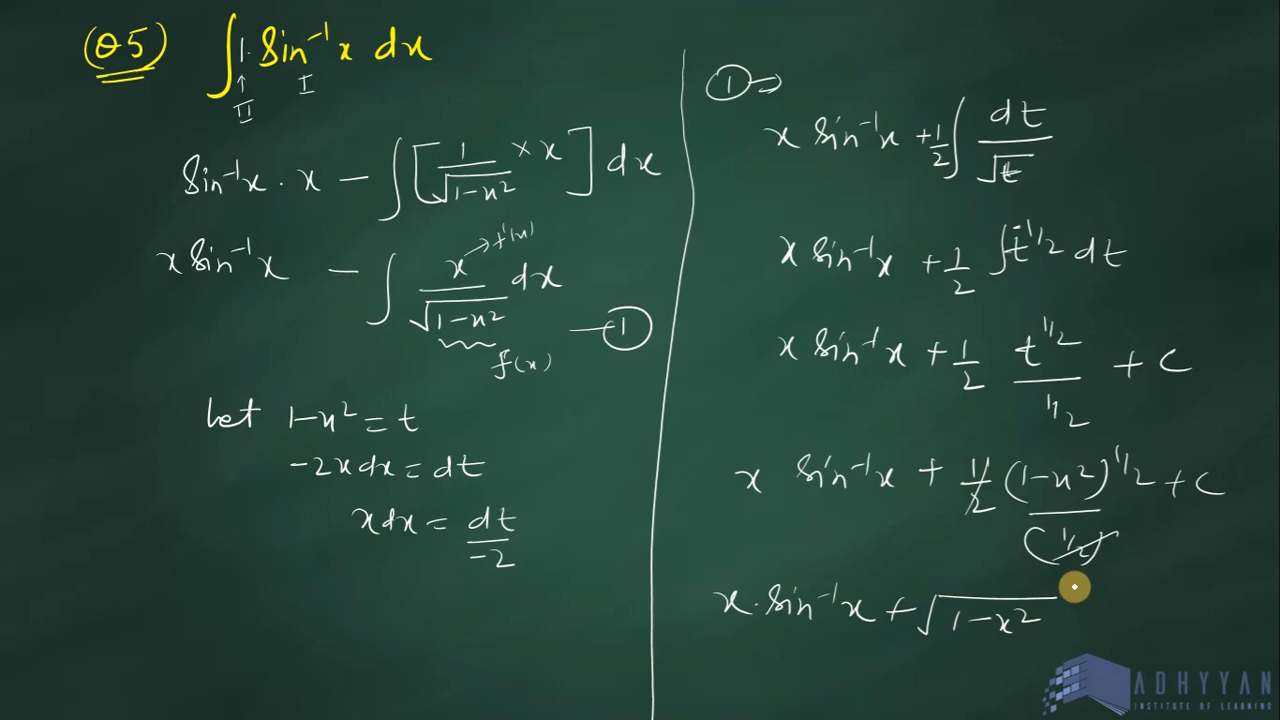 Q5) ∫ 1. Sin⁻¹ x dx
↑ II I
Sin⁻¹x . x − ∫ [ 1/√(1−x²) × x ] dx
x Sin⁻¹x − ∫ x/√(1−x²) dx → f'(x)
f(x) — ①
Let 1−x² = t
−2x dx = dt
x dx = dt/−2
① →
x Sin⁻¹x + 1/2 ∫ dt/√t
x Sin⁻¹x + 1/2 ∫ t^−1/2 dt
x Sin⁻¹x + 1/2 t^1/2 / 1/2 + C
x Sin⁻¹x + 1/2 (1−x²)^1/2 / (1/2) + C
x . Sin⁻¹x + √(1−x²)
ADHYYAN
INSTITUTE OF LEARNING